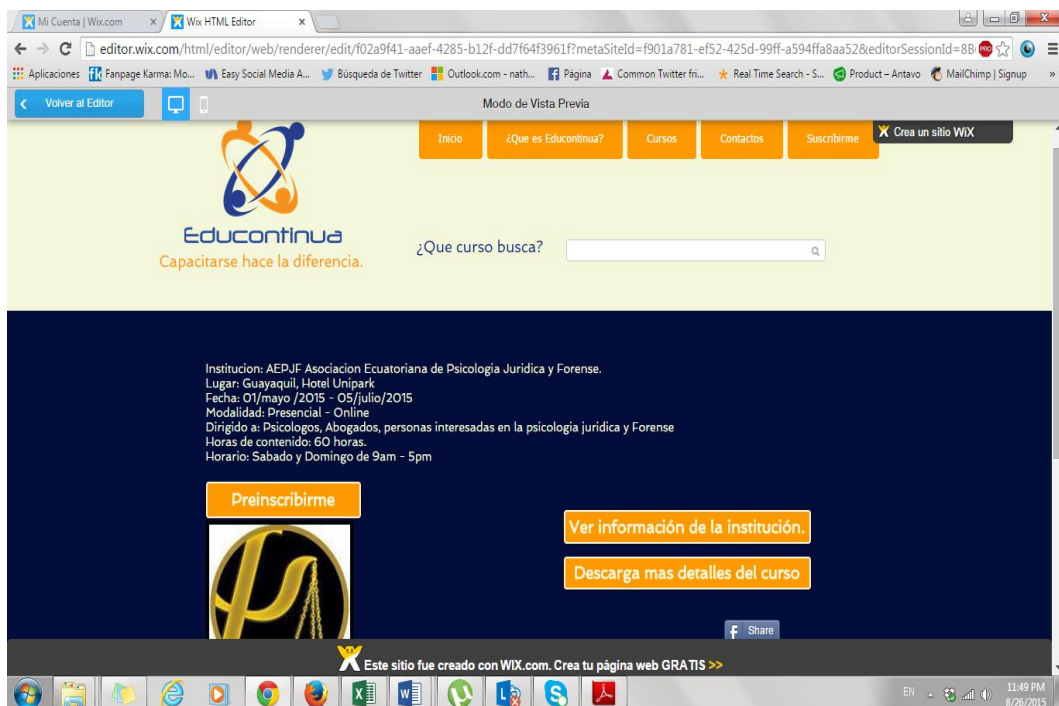 Mi Cuenta | Wix.com
Wix HTML Editor
editor.wix.com/html/editor/web/renderer/edit/f02a9f41-aaef-4285-b12f-dd7f64f3961f?metaSiteId=f901a781-ef52-425d-99ff-a594ffa8aa52&editorSessionId=8B
Aplicaciones Fanpage Karma: Mo... Easy Social Media A... Búsqueda de Twitter Outlook.com - nath... Página Common Twitter fri... Real Time Search - S... Product – Antavo MailChimp | Signup »
Volver al Editor Modo de Vista Previa
Inicio ¿Que es Educontinua? Cursos Contactos Suscribirme Crea un sitio WiX
Educontinua
Capacitarse hace la diferencia.
¿Que curso busca?
Institucion: AEPJF Asociacion Ecuatoriana de Psicologia Juridica y Forense.
Lugar: Guayaquil, Hotel Unipark
Fecha: 01/mayo /2015 - 05/julio/2015
Modalidad: Presencial - Online
Dirigido a: Psicologos, Abogados, personas interesadas en la psicologia juridica y Forense
Horas de contenido: 60 horas.
Horario: Sabado y Domingo de 9am - 5pm
Preinscribirme
Ver información de la institución.
Descarga mas detalles del curso
Share
Este sitio fue creado con WIX.com. Crea tu página web GRATIS >>
EN 11:49 PM
8/26/2015